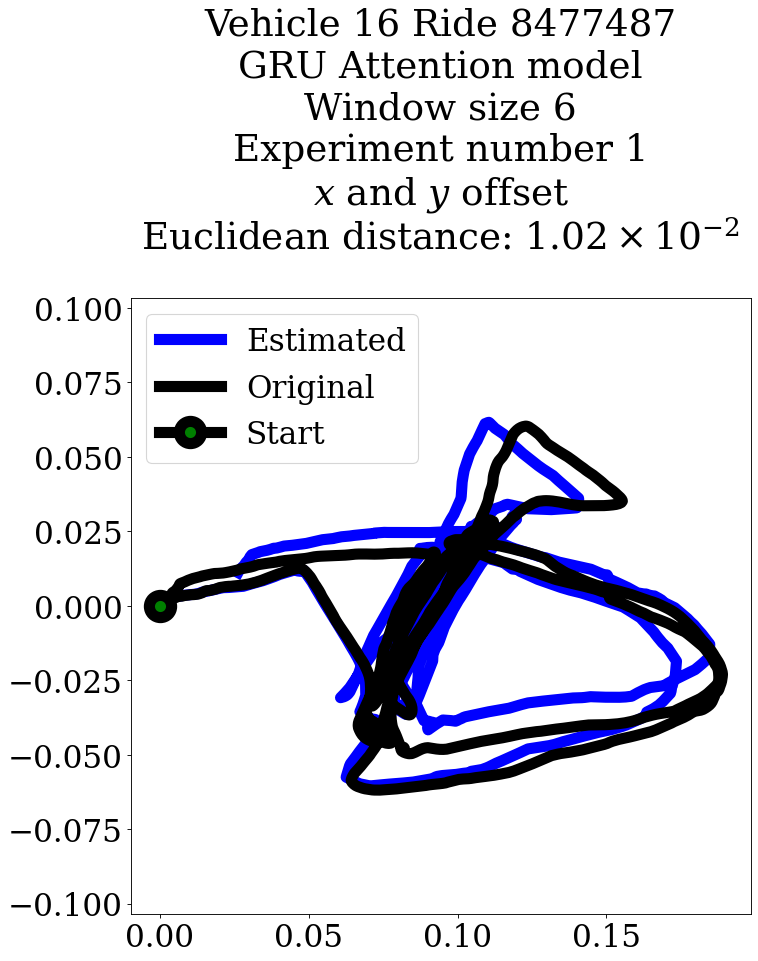 Vehicle 16 Ride 8477487
GRU Attention model
Window size 6
Experiment number 1
x and y offset
Euclidean distance: 1.02 × 10⁻²
0.100
0.075
0.050
0.025
0.000
−0.025
−0.050
−0.075
−0.100
Estimated
Original
Start
0.00 0.05 0.10 0.15